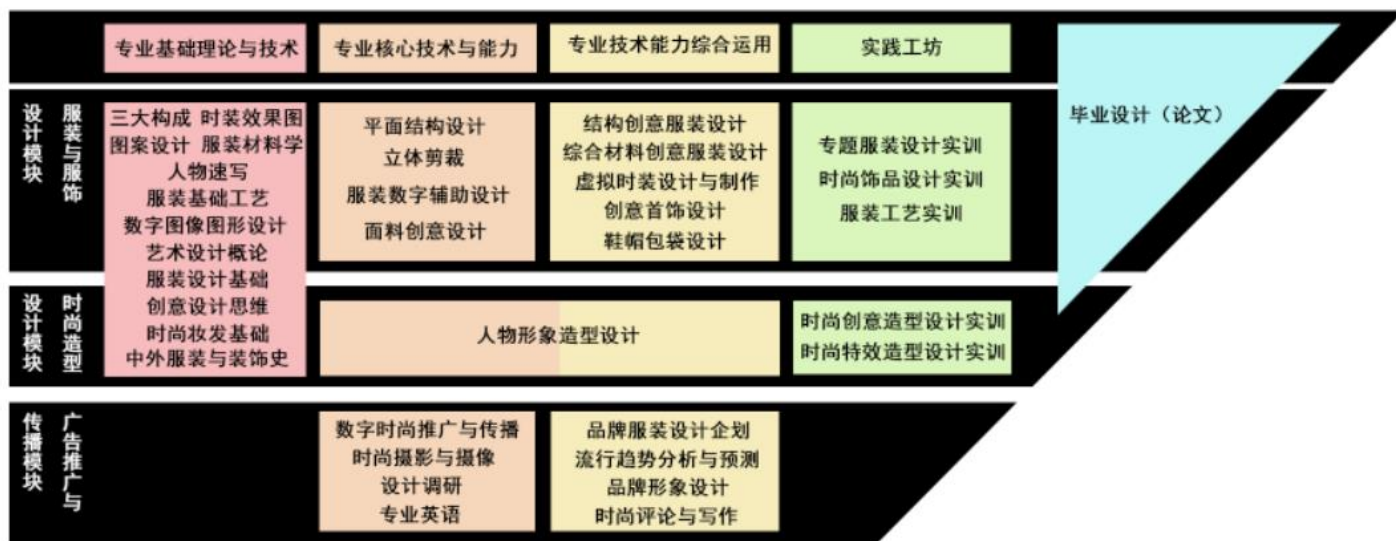 专业基础理论与技术
专业核心技术与能力
专业技术能力综合运用
实践工坊
毕业设计（论文）
服装与服饰
设计模块
三大构成 时装效果图
图案设计 服装材料学
人物速写
服装基础工艺
数字图像图形设计
艺术设计概论
服装设计基础
创意设计思维
时尚妆发基础
中外服装与装饰史
平面结构设计
立体剪裁
服装数字辅助设计
面料创意设计
结构创意服装设计
综合材料创意服装设计
虚拟时装设计与制作
创意首饰设计
鞋帽包袋设计
专题服装设计实训
时尚饰品设计实训
服装工艺实训
时尚造型
设计模块
人物形象造型设计
时尚创意造型设计实训
时尚特效造型设计实训
广告推广与
传播模块
数字时尚推广与传播
时尚摄影与摄像
设计调研
专业英语
品牌服装设计企划
流行趋势分析与预测
品牌形象设计
时尚评论与写作